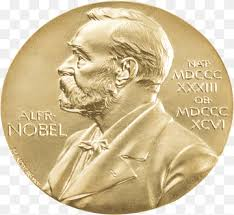 ALFR·
NOBEL
NAT·
MDCCC
XXXIII
OB·
MDCCC
XCVI